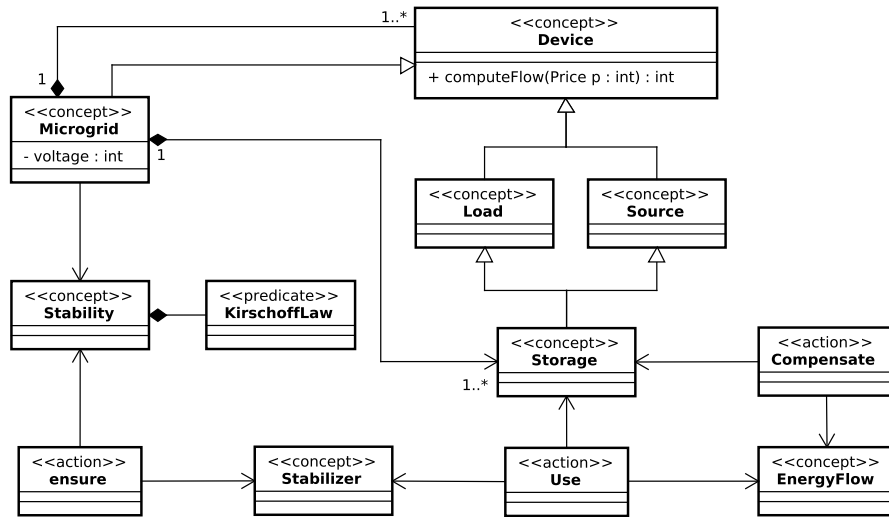 1..*
<<concept>>
Device
+ computeFlow(Price p : int) : int
1
<<concept>>
Microgrid
- voltage : int
1
<<concept>>
Load
<<concept>>
Source
<<concept>>
Stability
<<predicate>>
KirschoffLaw
<<concept>>
Storage
1..*
<<action>>
Compensate
<<action>>
ensure
<<concept>>
Stabilizer
<<action>>
Use
<<concept>>
EnergyFlow